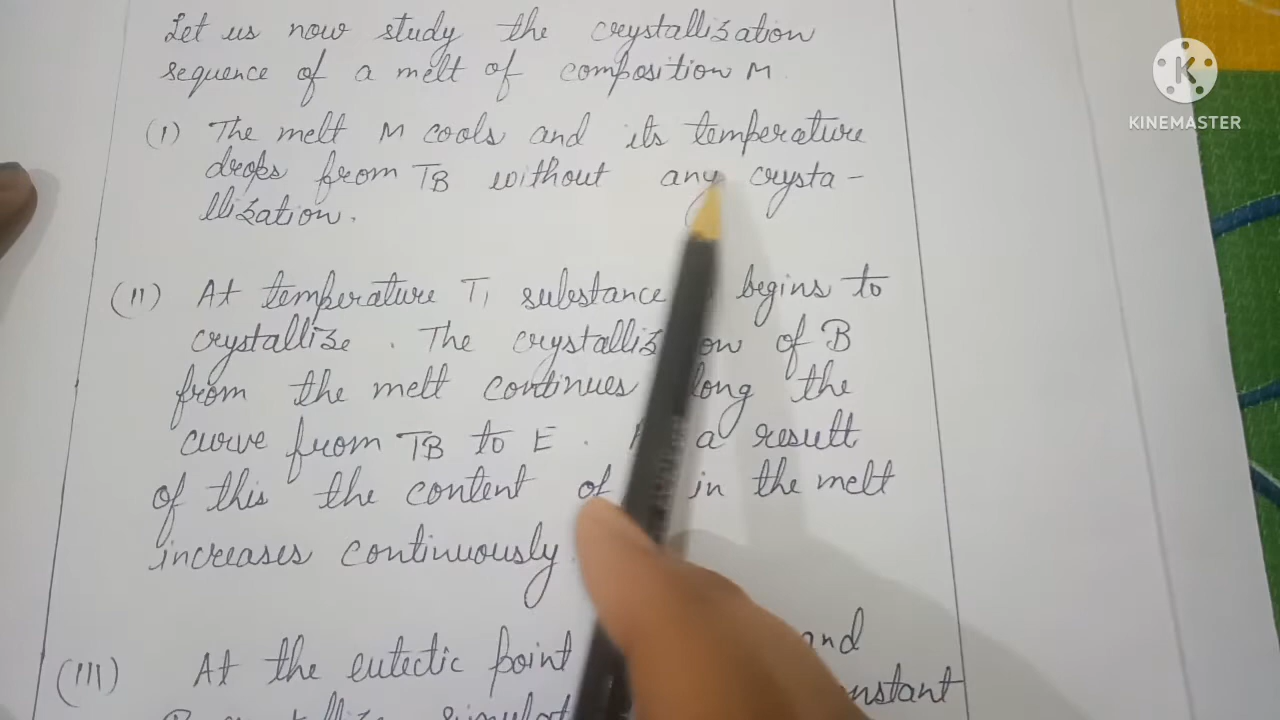 Let us now study the crystallization
sequence of a melt of composition M
KINEMASTER
(I) The melt M cools and its temperature
drops from TB without any crysta-
llization.
(II) At temperature T1 substance begins to
crystallize. The of B
from the melt continues the
curve from TB to E. a result
of this the content of in the melt
increases continuously
(III) At the eutectic point and